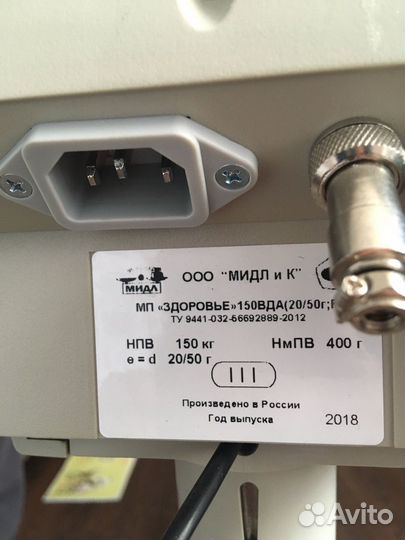 МИДЛ ООО "МИДЛ и К"
МП «ЗДОРОВЬЕ»150ВДА(20/50г;
ТУ 9441-032-56692889-2012
НПВ 150 кг НмПВ 400 г
e = d 20/50 г
III
Произведено в России
Год выпуска 2018
Avito